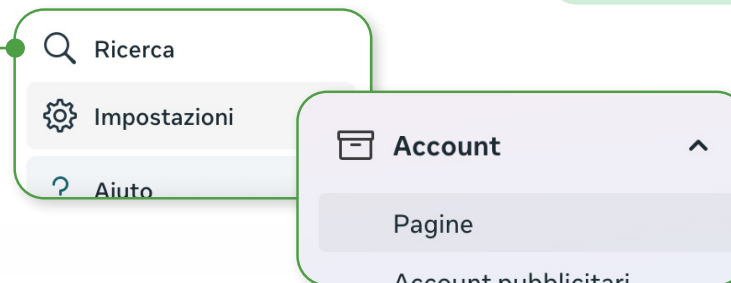 Ricerca
Impostazioni
Aiuto
Account
Pagine
Account pubblicitari